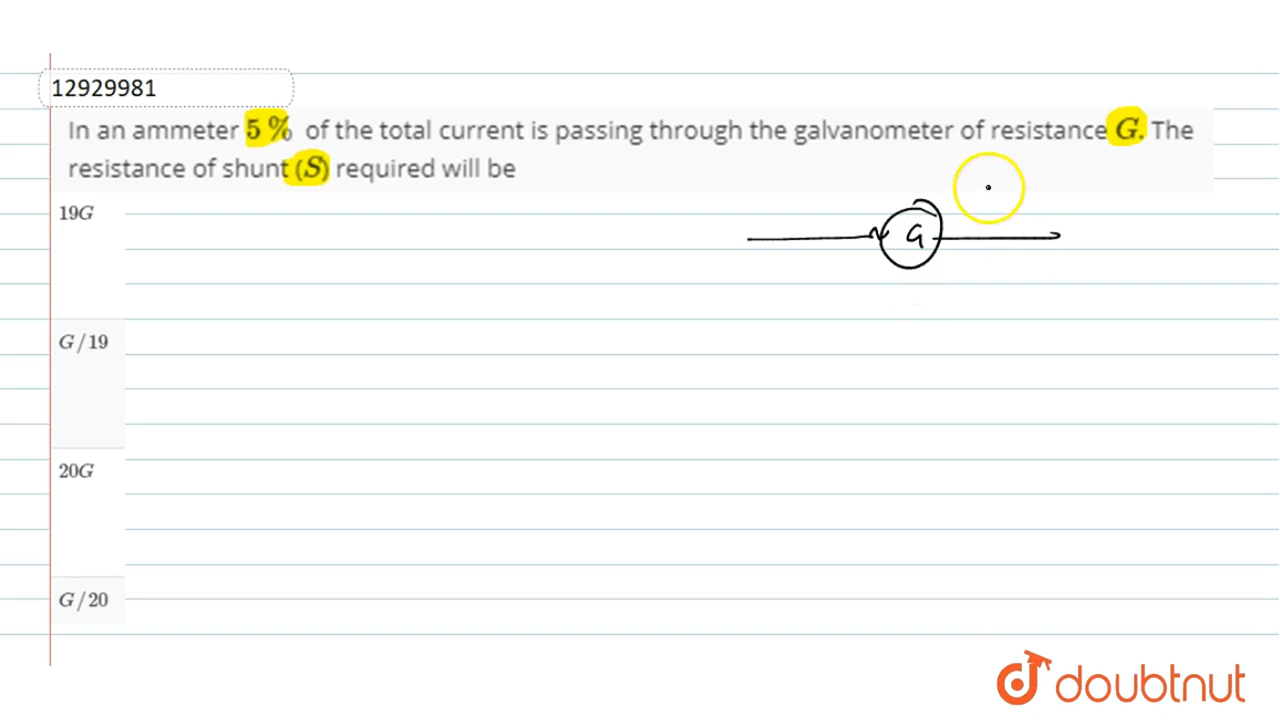 12929981
In an ammeter 5 % of the total current is passing through the galvanometer of resistance G. The
resistance of shunt (S) required will be
19G
G
G/19
20G
G/20
doubtnut